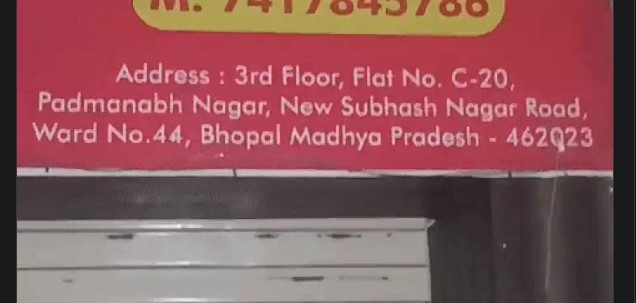 M. 7417845786
Address : 3rd Floor, Flat No. C-20,
Padmanabh Nagar, New Subhash Nagar Road,
Ward No.44, Bhopal Madhya Pradesh - 462023